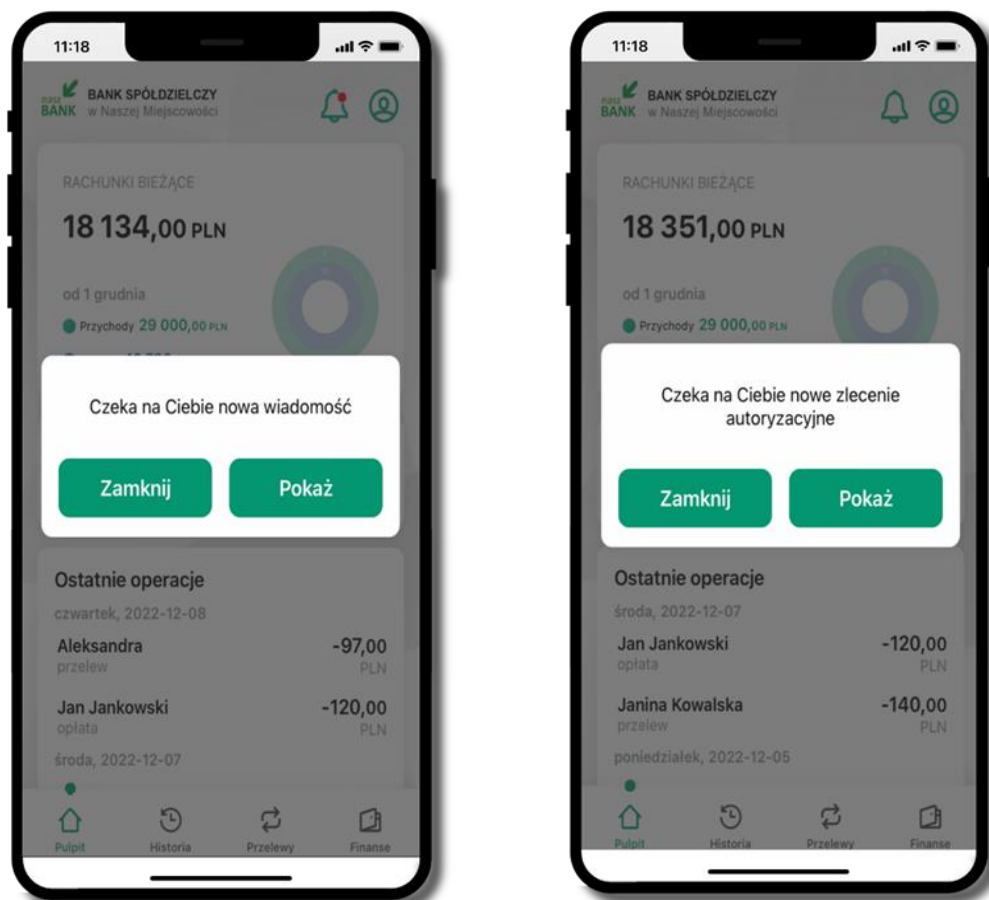 11:18
nasz BANK
BANK SPÓŁDZIELCZY
w Naszej Miejscowości
RACHUNKI BIEŻĄCE
18 134,00 PLN
od 1 grudnia
Przychody 29 000,00 PLN
Czeka na Ciebie nowa wiadomość
Zamknij Pokaż
Ostatnie operacje
czwartek, 2022-12-08
Aleksandra -97,00
przelew PLN
Jan Jankowski -120,00
opłata PLN
środa, 2022-12-07
Pulpit Historia Przelewy Finanse
11:18
nasz BANK
BANK SPÓŁDZIELCZY
w Naszej Miejscowości
RACHUNKI BIEŻĄCE
18 351,00 PLN
od 1 grudnia
Przychody 29 000,00 PLN
Czeka na Ciebie nowe zlecenie
autoryzacyjne
Zamknij Pokaż
Ostatnie operacje
środa, 2022-12-07
Jan Jankowski -120,00
opłata PLN
Janina Kowalska -140,00
przelew PLN
poniedziałek, 2022-12-05
Pulpit Historia Przelewy Finanse